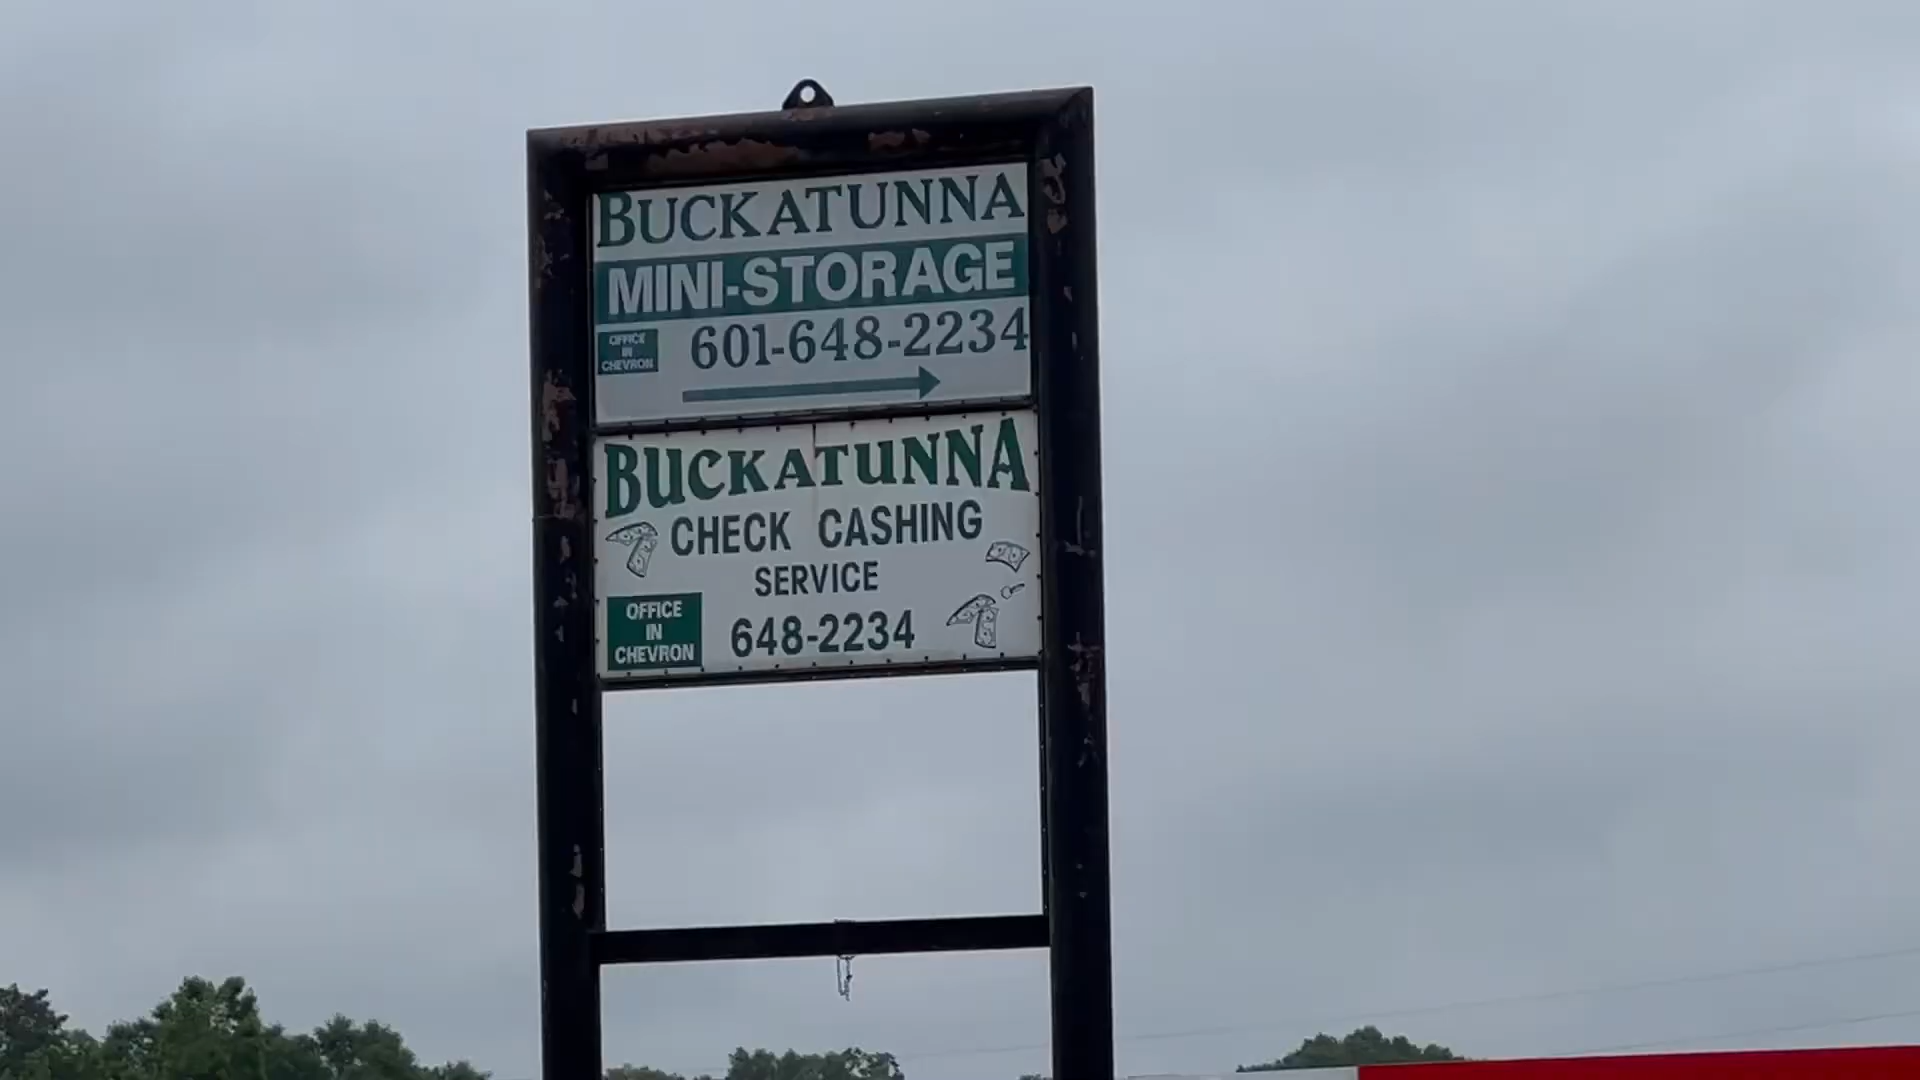 BUCKATUNNA
MINI-STORAGE
OFFICE
IN
CHEVRON
601-648-2234
BUCKATUNNA
CHECK CASHING
SERVICE
OFFICE
IN
CHEVRON
648-2234